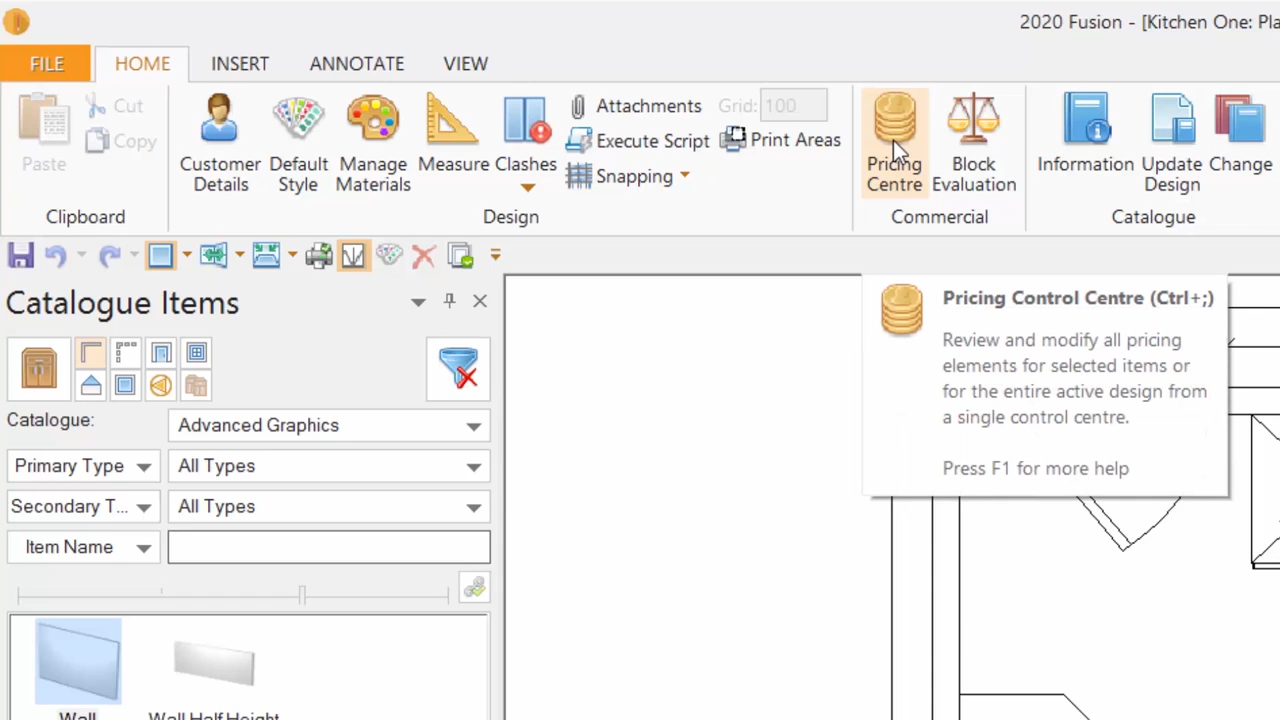 2020 Fusion - [Kitchen One: Pla
FILE HOME INSERT ANNOTATE VIEW
Paste
Cut
Copy
Clipboard
Customer Details
Default Style
Manage Materials
Measure
Clashes
Attachments
Execute Script
Snapping
Grid: 100
Print Areas
Design
Pricing Centre
Block Evaluation
Commercial
Information
Update Design
Change
Catalogue
Catalogue Items
Catalogue: Advanced Graphics
Primary Type All Types
Secondary T... All Types
Item Name
Wall
Wall Half Height
Pricing Control Centre (Ctrl+;)
Review and modify all pricing
elements for selected items or
for the entire active design from
a single control centre.
Press F1 for more help